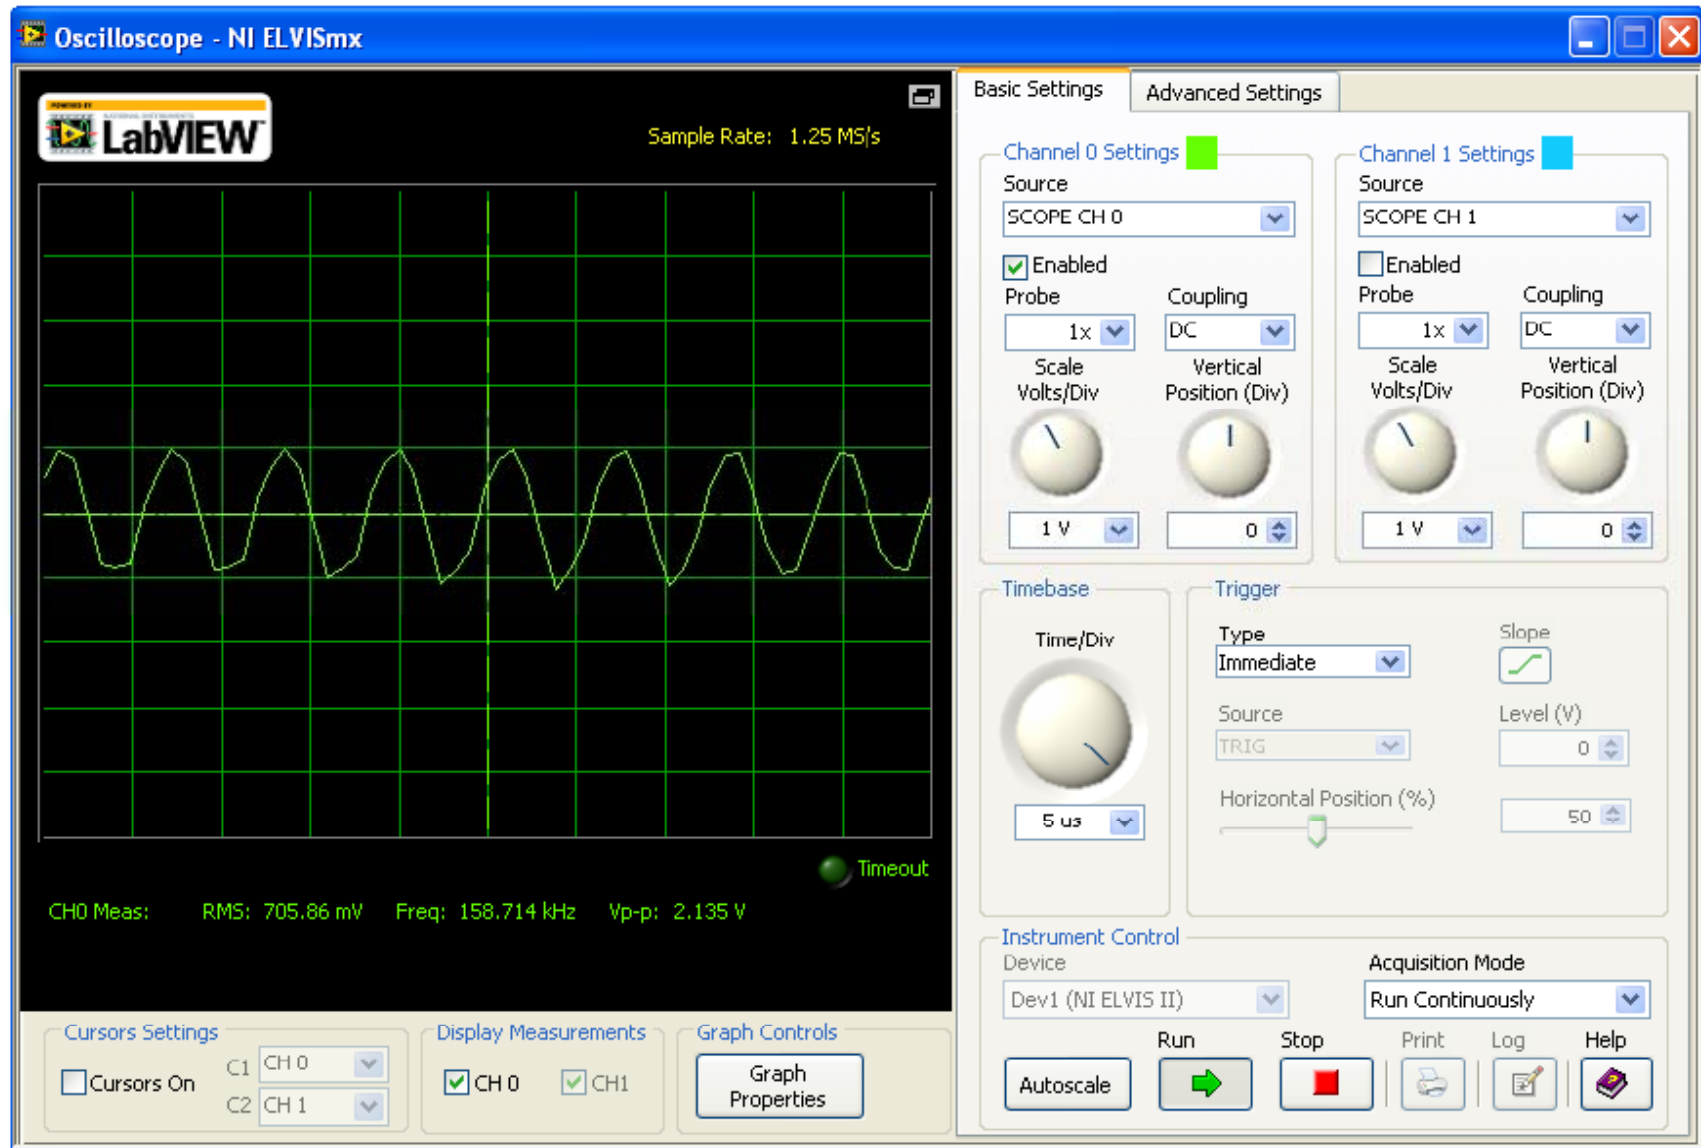 Oscilloscope - NI ELVISmx
POWERED BY
NATIONAL INSTRUMENTS
LabVIEW
Sample Rate: 1.25 MS/s
Timeout
CH0 Meas: RMS: 705.86 mV Freq: 158.714 kHz Vp-p: 2.135 V
Cursors Settings
Cursors On
C1 CH 0
C2 CH 1
Display Measurements
CH 0 CH1
Graph Controls
Graph
Properties
Basic Settings Advanced Settings
Channel 0 Settings
Source
SCOPE CH 0
Enabled
Probe Coupling
1x DC
Scale Vertical
Volts/Div Position (Div)
1 V 0
Channel 1 Settings
Source
SCOPE CH 1
Enabled
Probe Coupling
1x DC
Scale Vertical
Volts/Div Position (Div)
1 V 0
Timebase
Time/Div
5 us
Trigger
Type Slope
Immediate
Source Level (V)
TRIG 0
Horizontal Position (%)
50
Instrument Control
Device Acquisition Mode
Dev1 (NI ELVIS II) Run Continuously
Run Stop Print Log Help
Autoscale